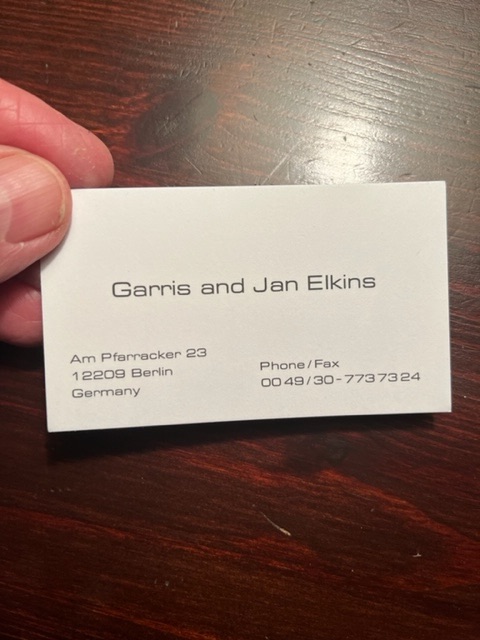 Garris and Jan Elkins
Am Pfarracker 23
12209 Berlin
Germany
Phone/Fax
0049/30-7737324